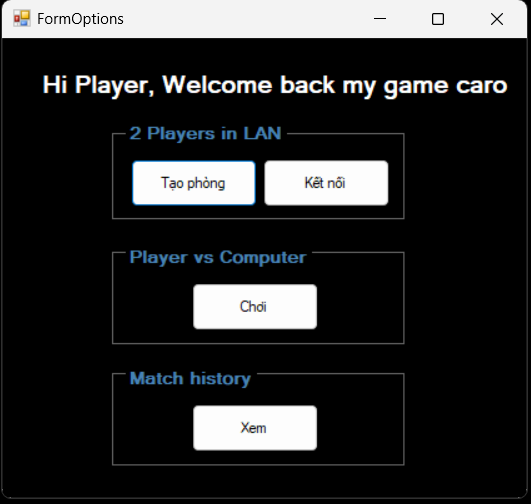 FormOptions
Hi Player, Welcome back my game caro
2 Players in LAN
Tạo phòng Kết nối
Player vs Computer
Chơi
Match history
Xem